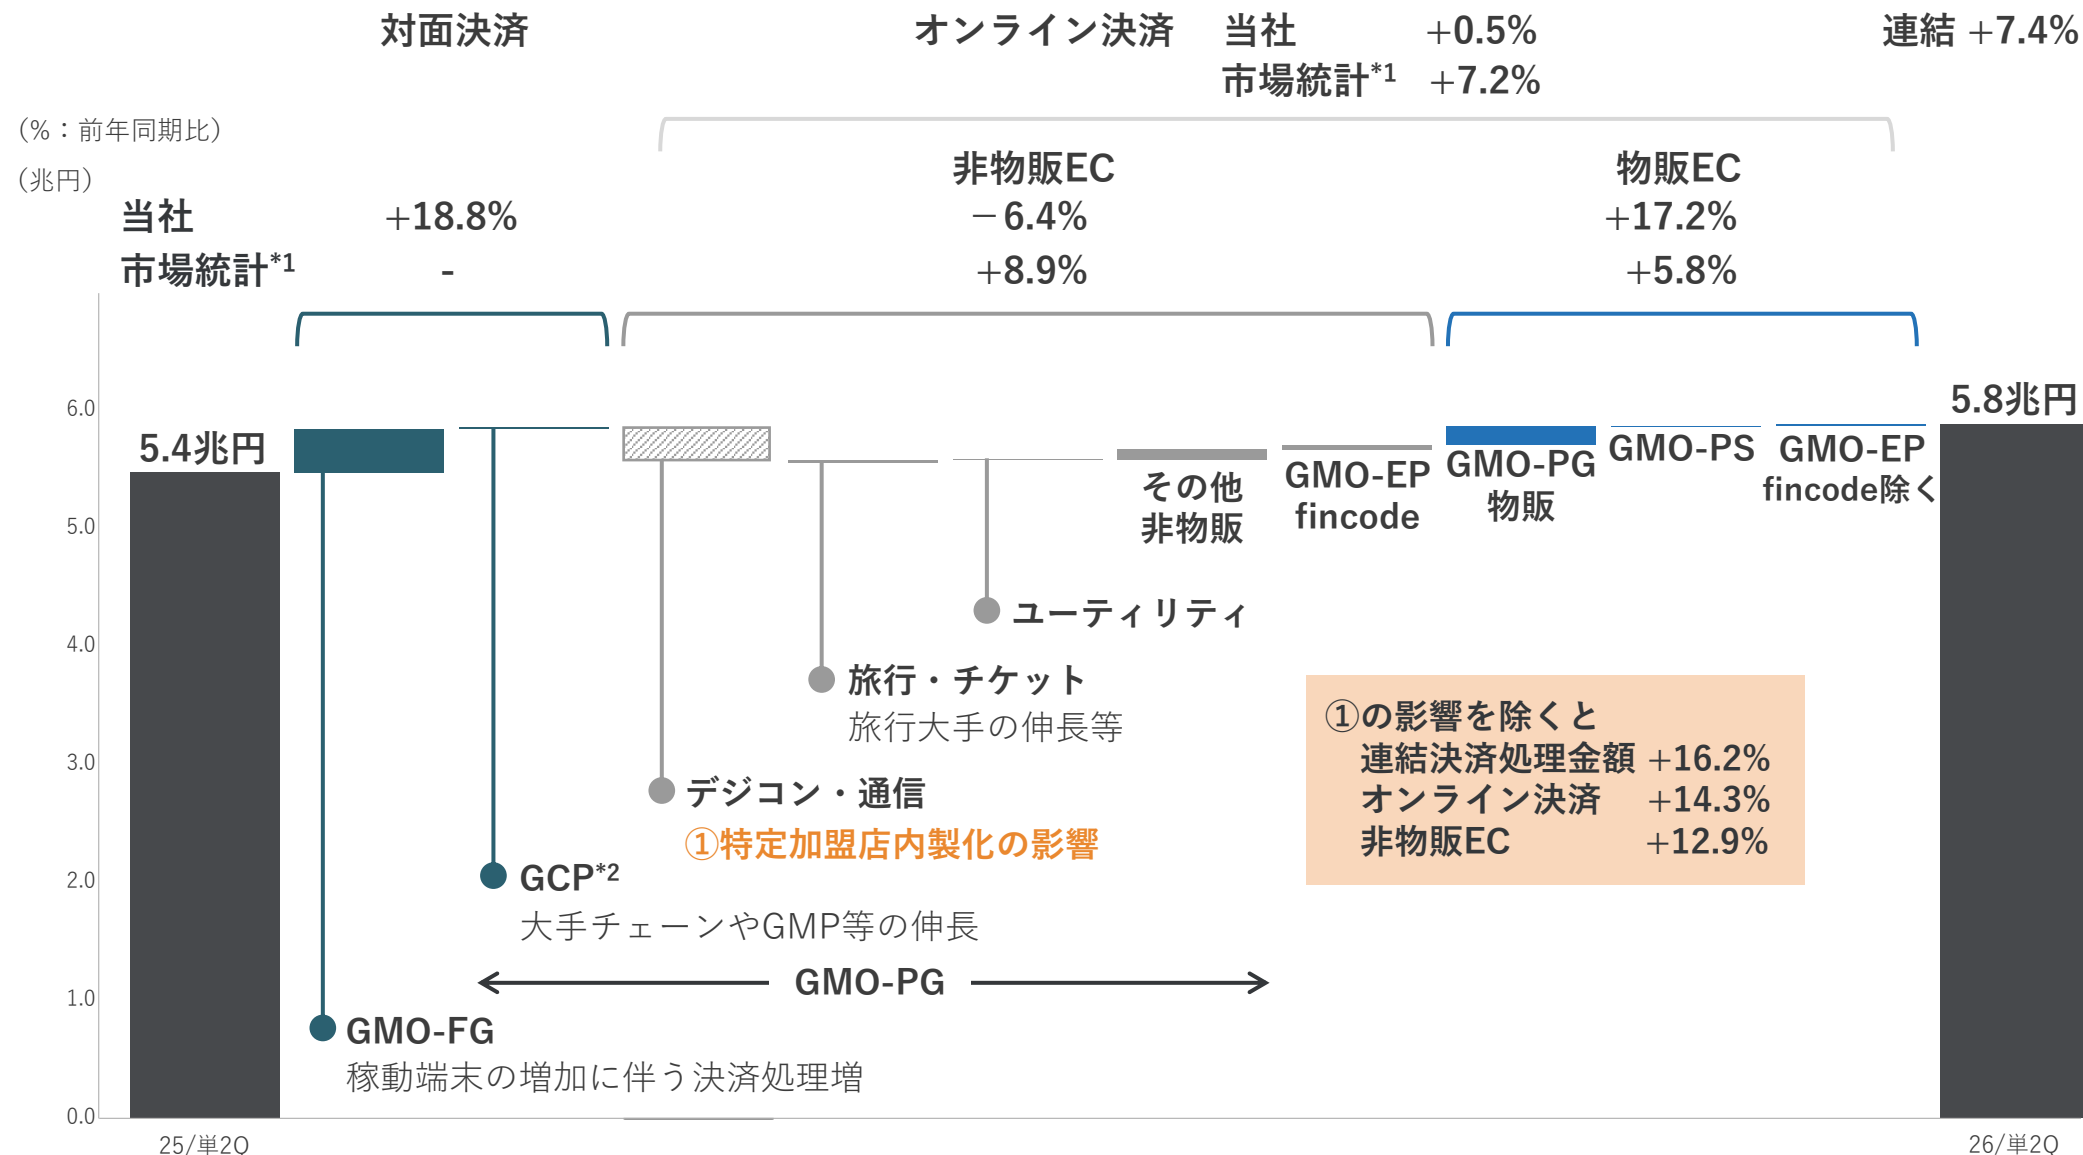 対面決済 オンライン決済 当社 +0.5% 連結 +7.4%
市場統計*1 +7.2%
(%：前年同期比)
(兆円)
非物販EC 物販EC
当社 +18.8% －6.4% +17.2%
市場統計*1 - +8.9% +5.8%
6.0
5.0
4.0
3.0
2.0
1.0
0.0
5.4兆円
5.8兆円
その他
非物販
GMO-EP
fincode
GMO-PG
物販
GMO-PS
GMO-EP
fincode除く
ユーティリティ
旅行・チケット
旅行大手の伸長等
デジコン・通信
①特定加盟店内製化の影響
GCP*2
大手チェーンやGMP等の伸長
GMO-PG
GMO-FG
稼動端末の増加に伴う決済処理増
①の影響を除くと
連結決済処理金額 +16.2%
オンライン決済 +14.3%
非物販EC +12.9%
25/単2Q
26/単2Q